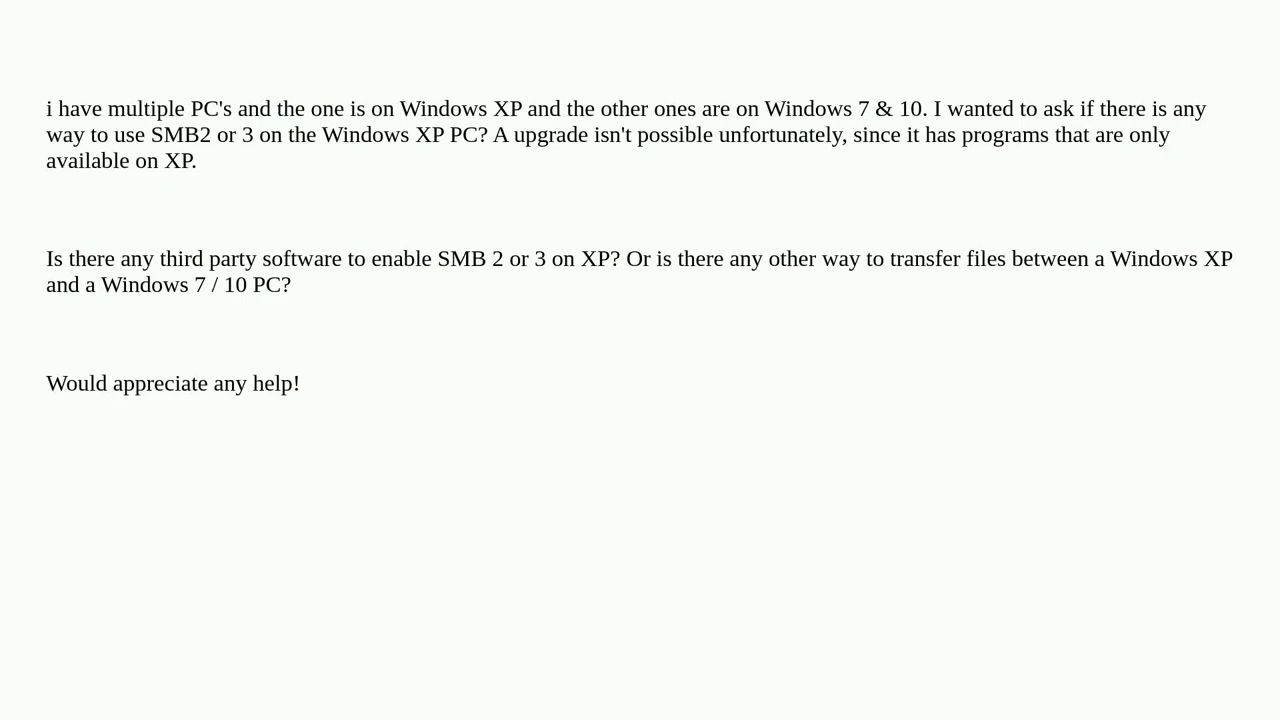 i have multiple PC's and the one is on Windows XP and the other ones are on Windows 7 & 10. I wanted to ask if there is any
way to use SMB2 or 3 on the Windows XP PC? A upgrade isn't possible unfortunately, since it has programs that are only
available on XP.
Is there any third party software to enable SMB 2 or 3 on XP? Or is there any other way to transfer files between a Windows XP
and a Windows 7 / 10 PC?
Would appreciate any help!